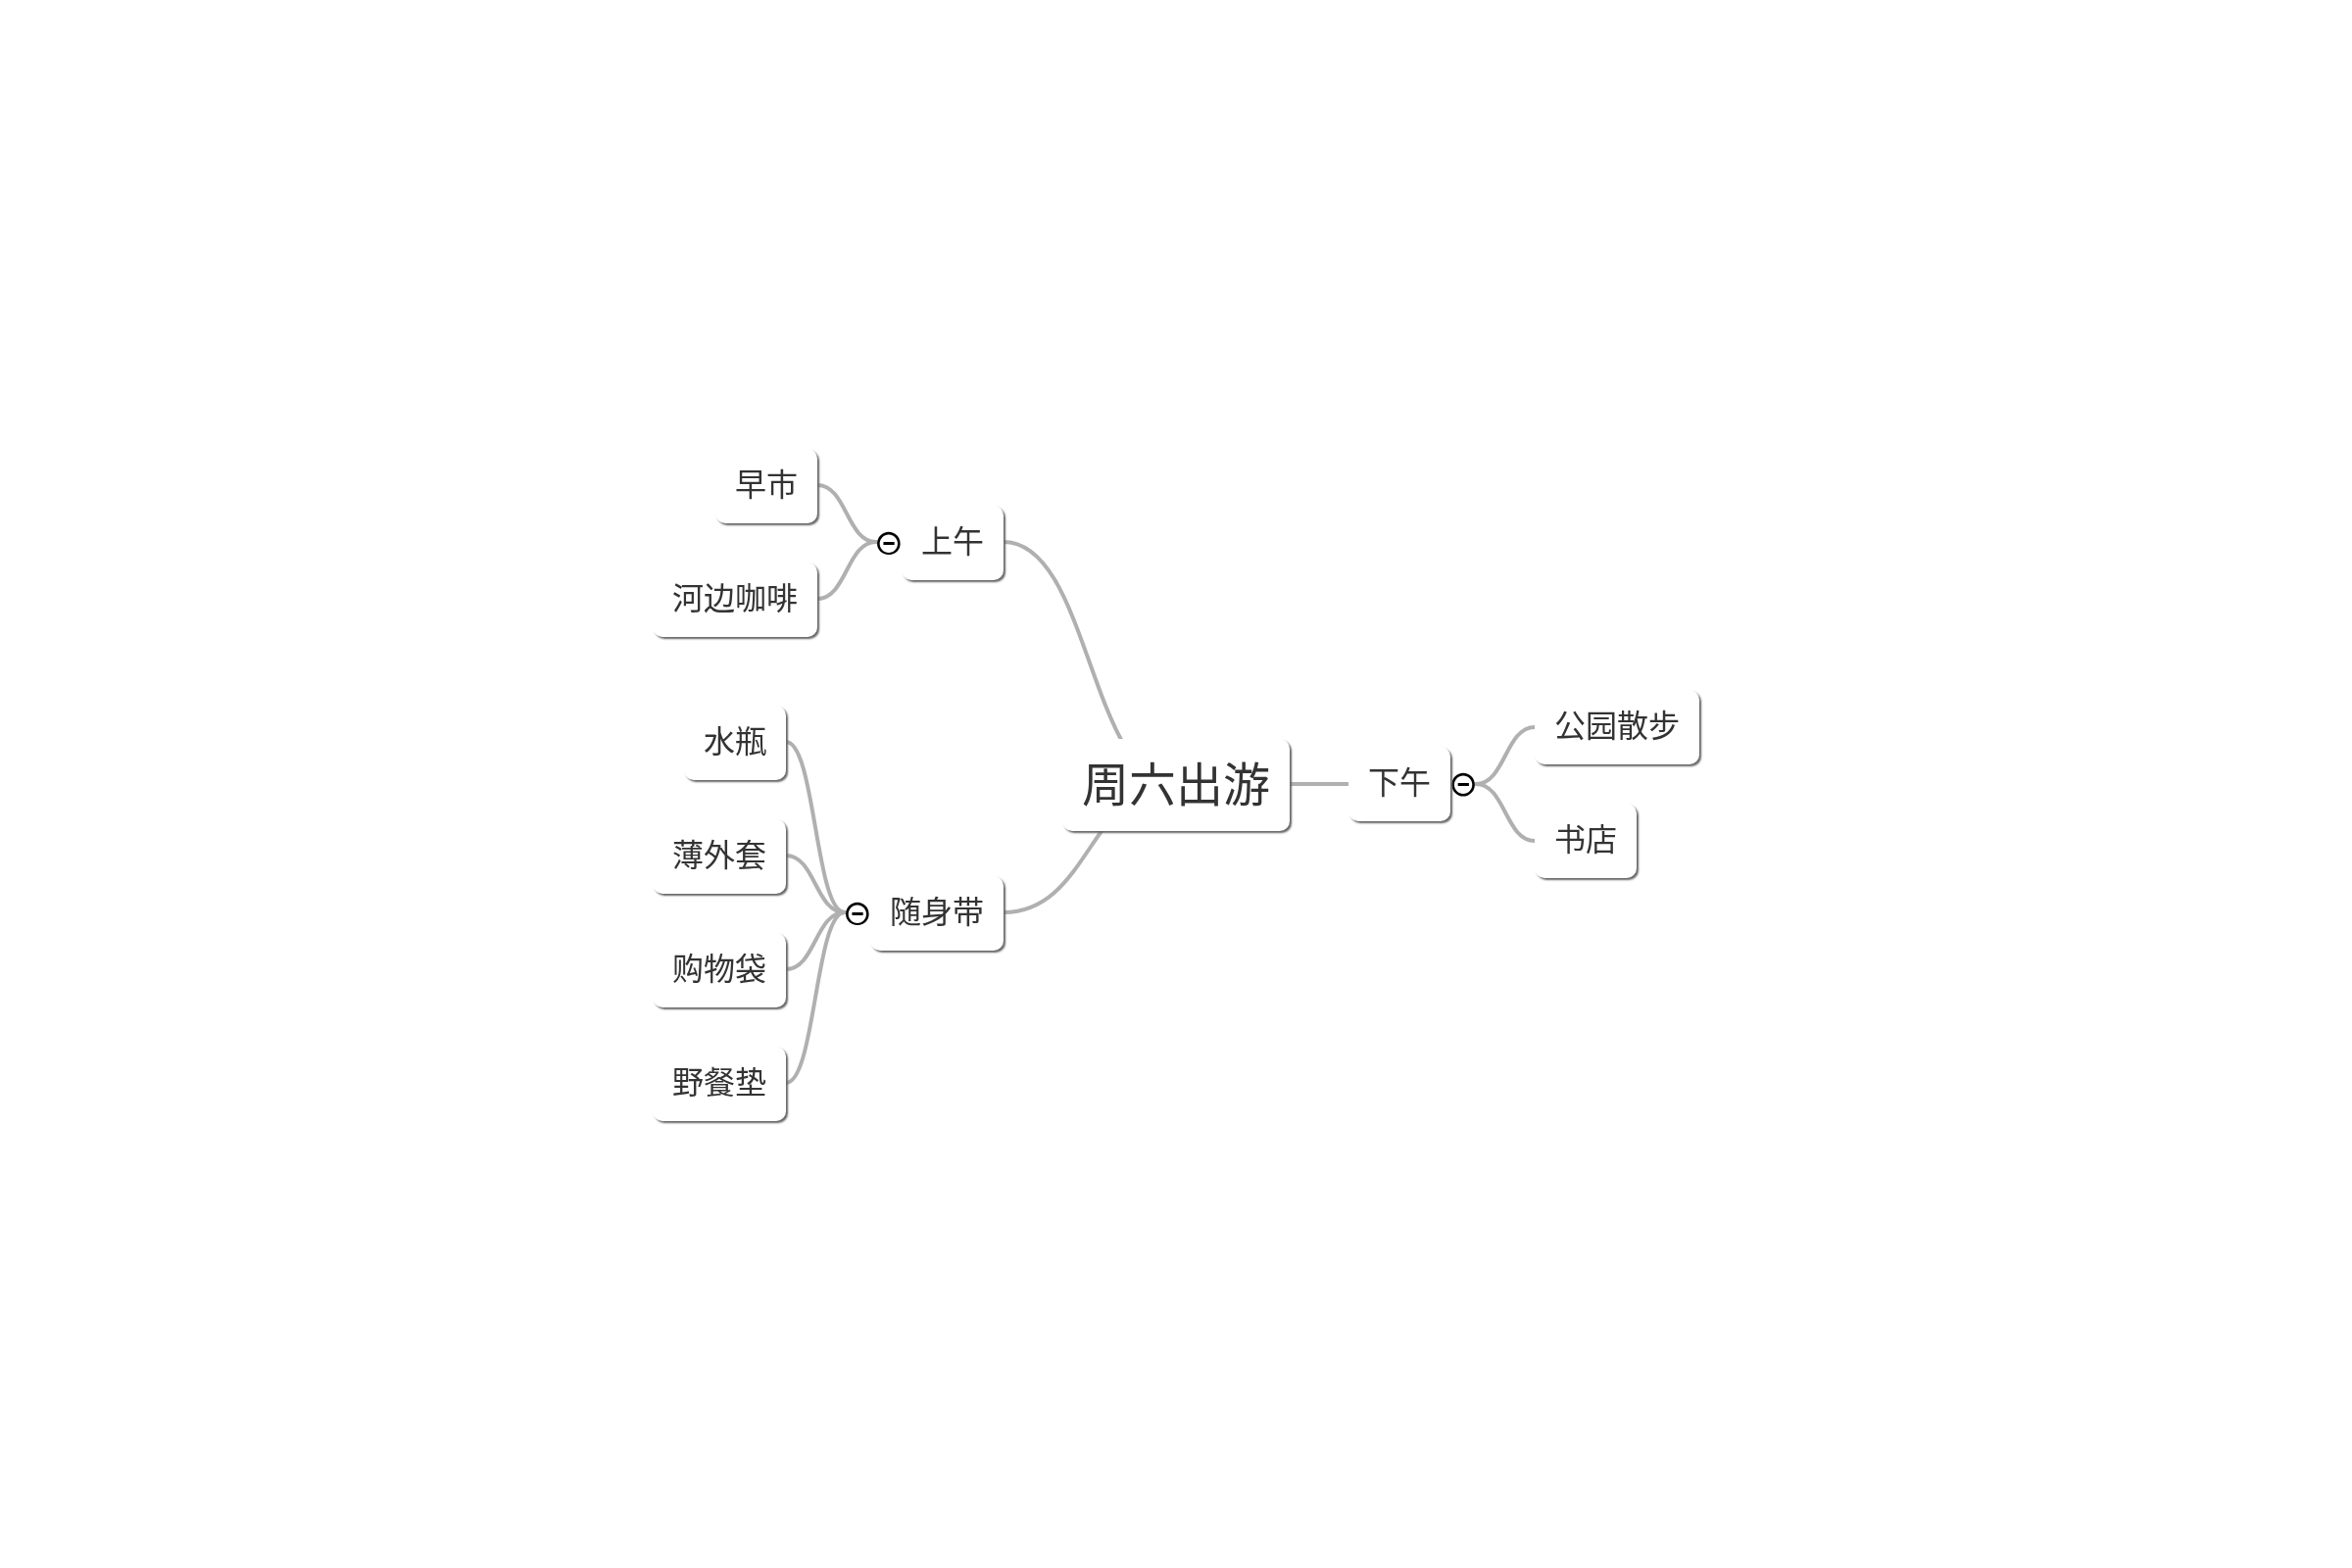 周六出游
上午
早市
河边咖啡
随身带
水瓶
薄外套
购物袋
野餐垫
下午
公园散步
书店